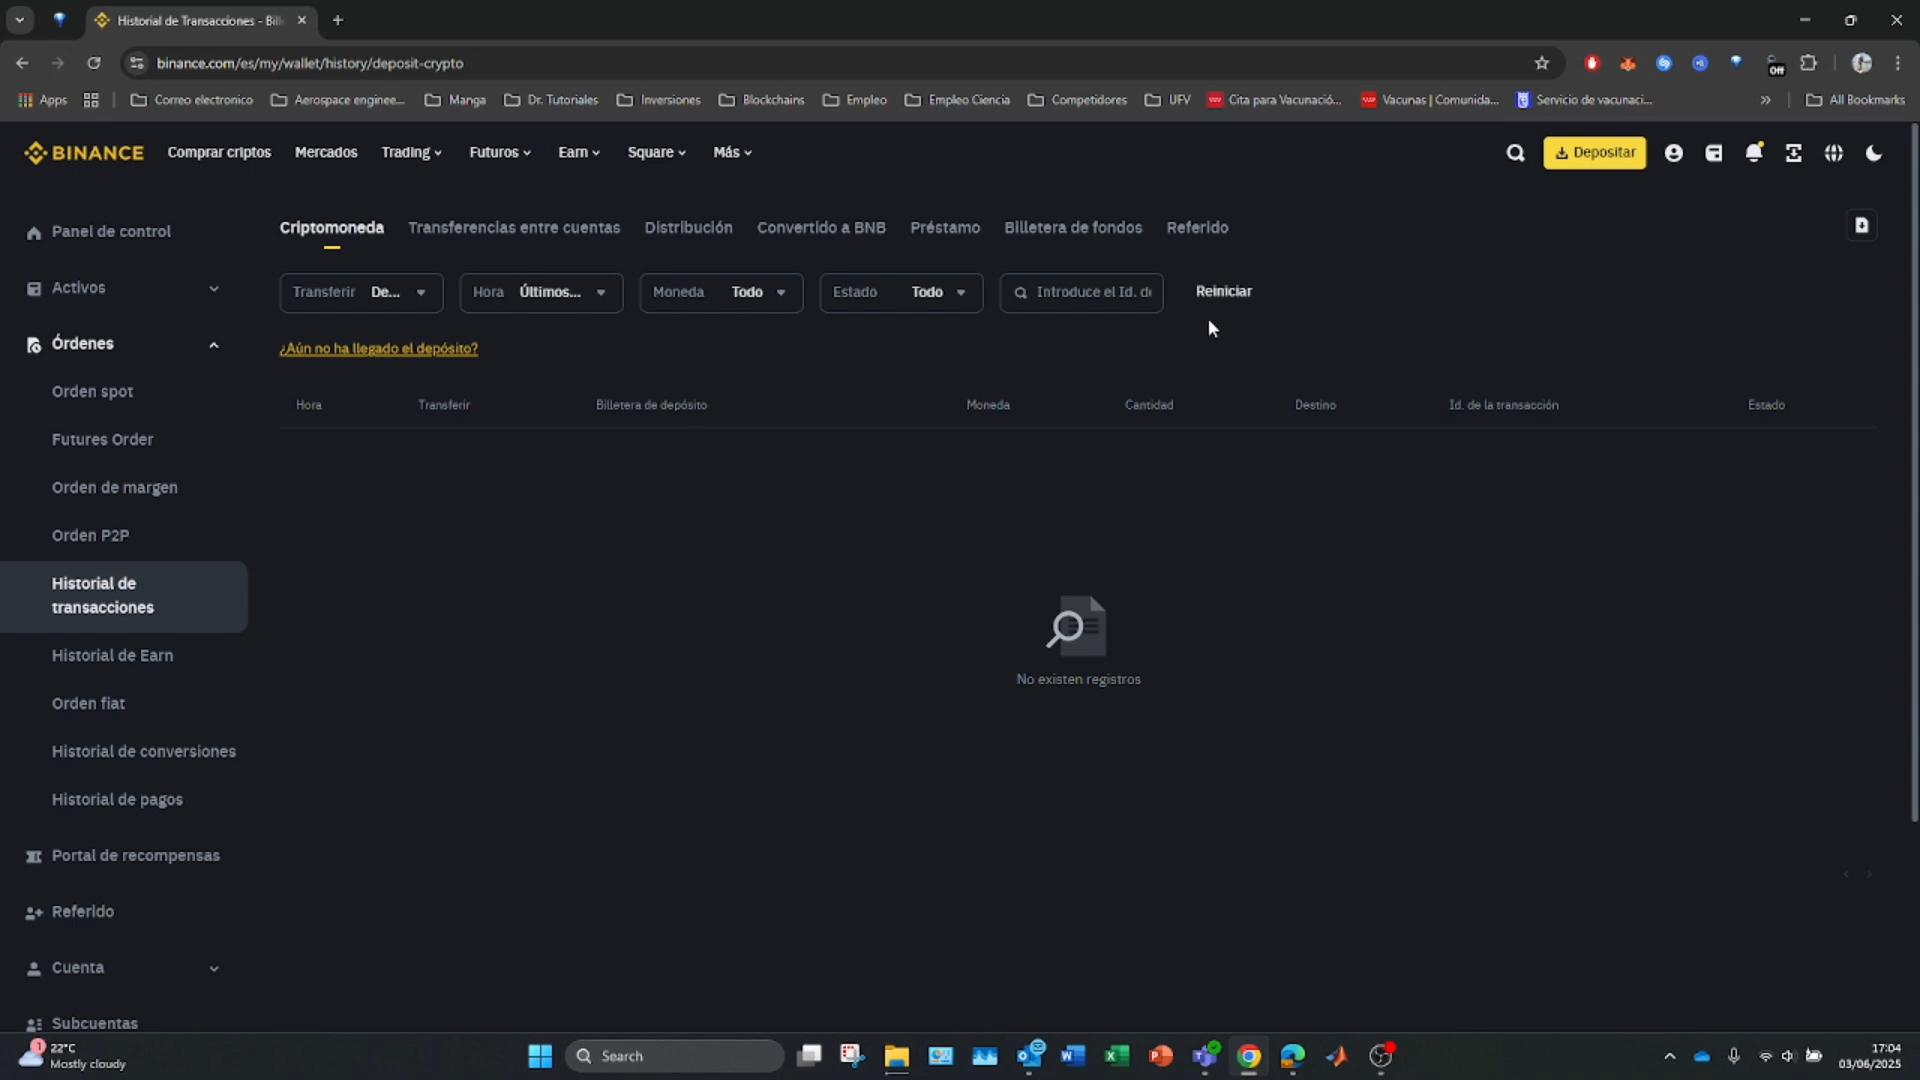 Historial de Transacciones - Bill
binance.com/es/my/wallet/history/deposit-crypto
Off
Apps
Correo electronico
Aerospace enginee...
Manga
Dr. Tutoriales
Inversiones
Blockchains
Empleo
Empleo Ciencia
Competidores
UFV
Cita para Vacunació...
Vacunas | Comunida...
Servicio de vacunaci...
All Bookmarks
BINANCE
Comprar criptos
Mercados
Trading
Futuros
Earn
Square
Más
Depositar
Panel de control
Activos
Órdenes
Orden spot
Futures Order
Orden de margen
Orden P2P
Historial de
transacciones
Historial de Earn
Orden fiat
Historial de conversiones
Historial de pagos
Portal de recompensas
Referido
Cuenta
Subcuentas
Criptomoneda
Transferencias entre cuentas
Distribución
Convertido a BNB
Préstamo
Billetera de fondos
Referido
Transferir De...
Hora Últimos...
Moneda Todo
Estado Todo
Introduce el Id. de
Reiniciar
¿Aún no ha llegado el depósito?
Hora
Transferir
Billetera de depósito
Moneda
Cantidad
Destino
Id. de la transacción
Estado
No existen registros
1
22°C
Mostly cloudy
Search
17:04
03/06/2025